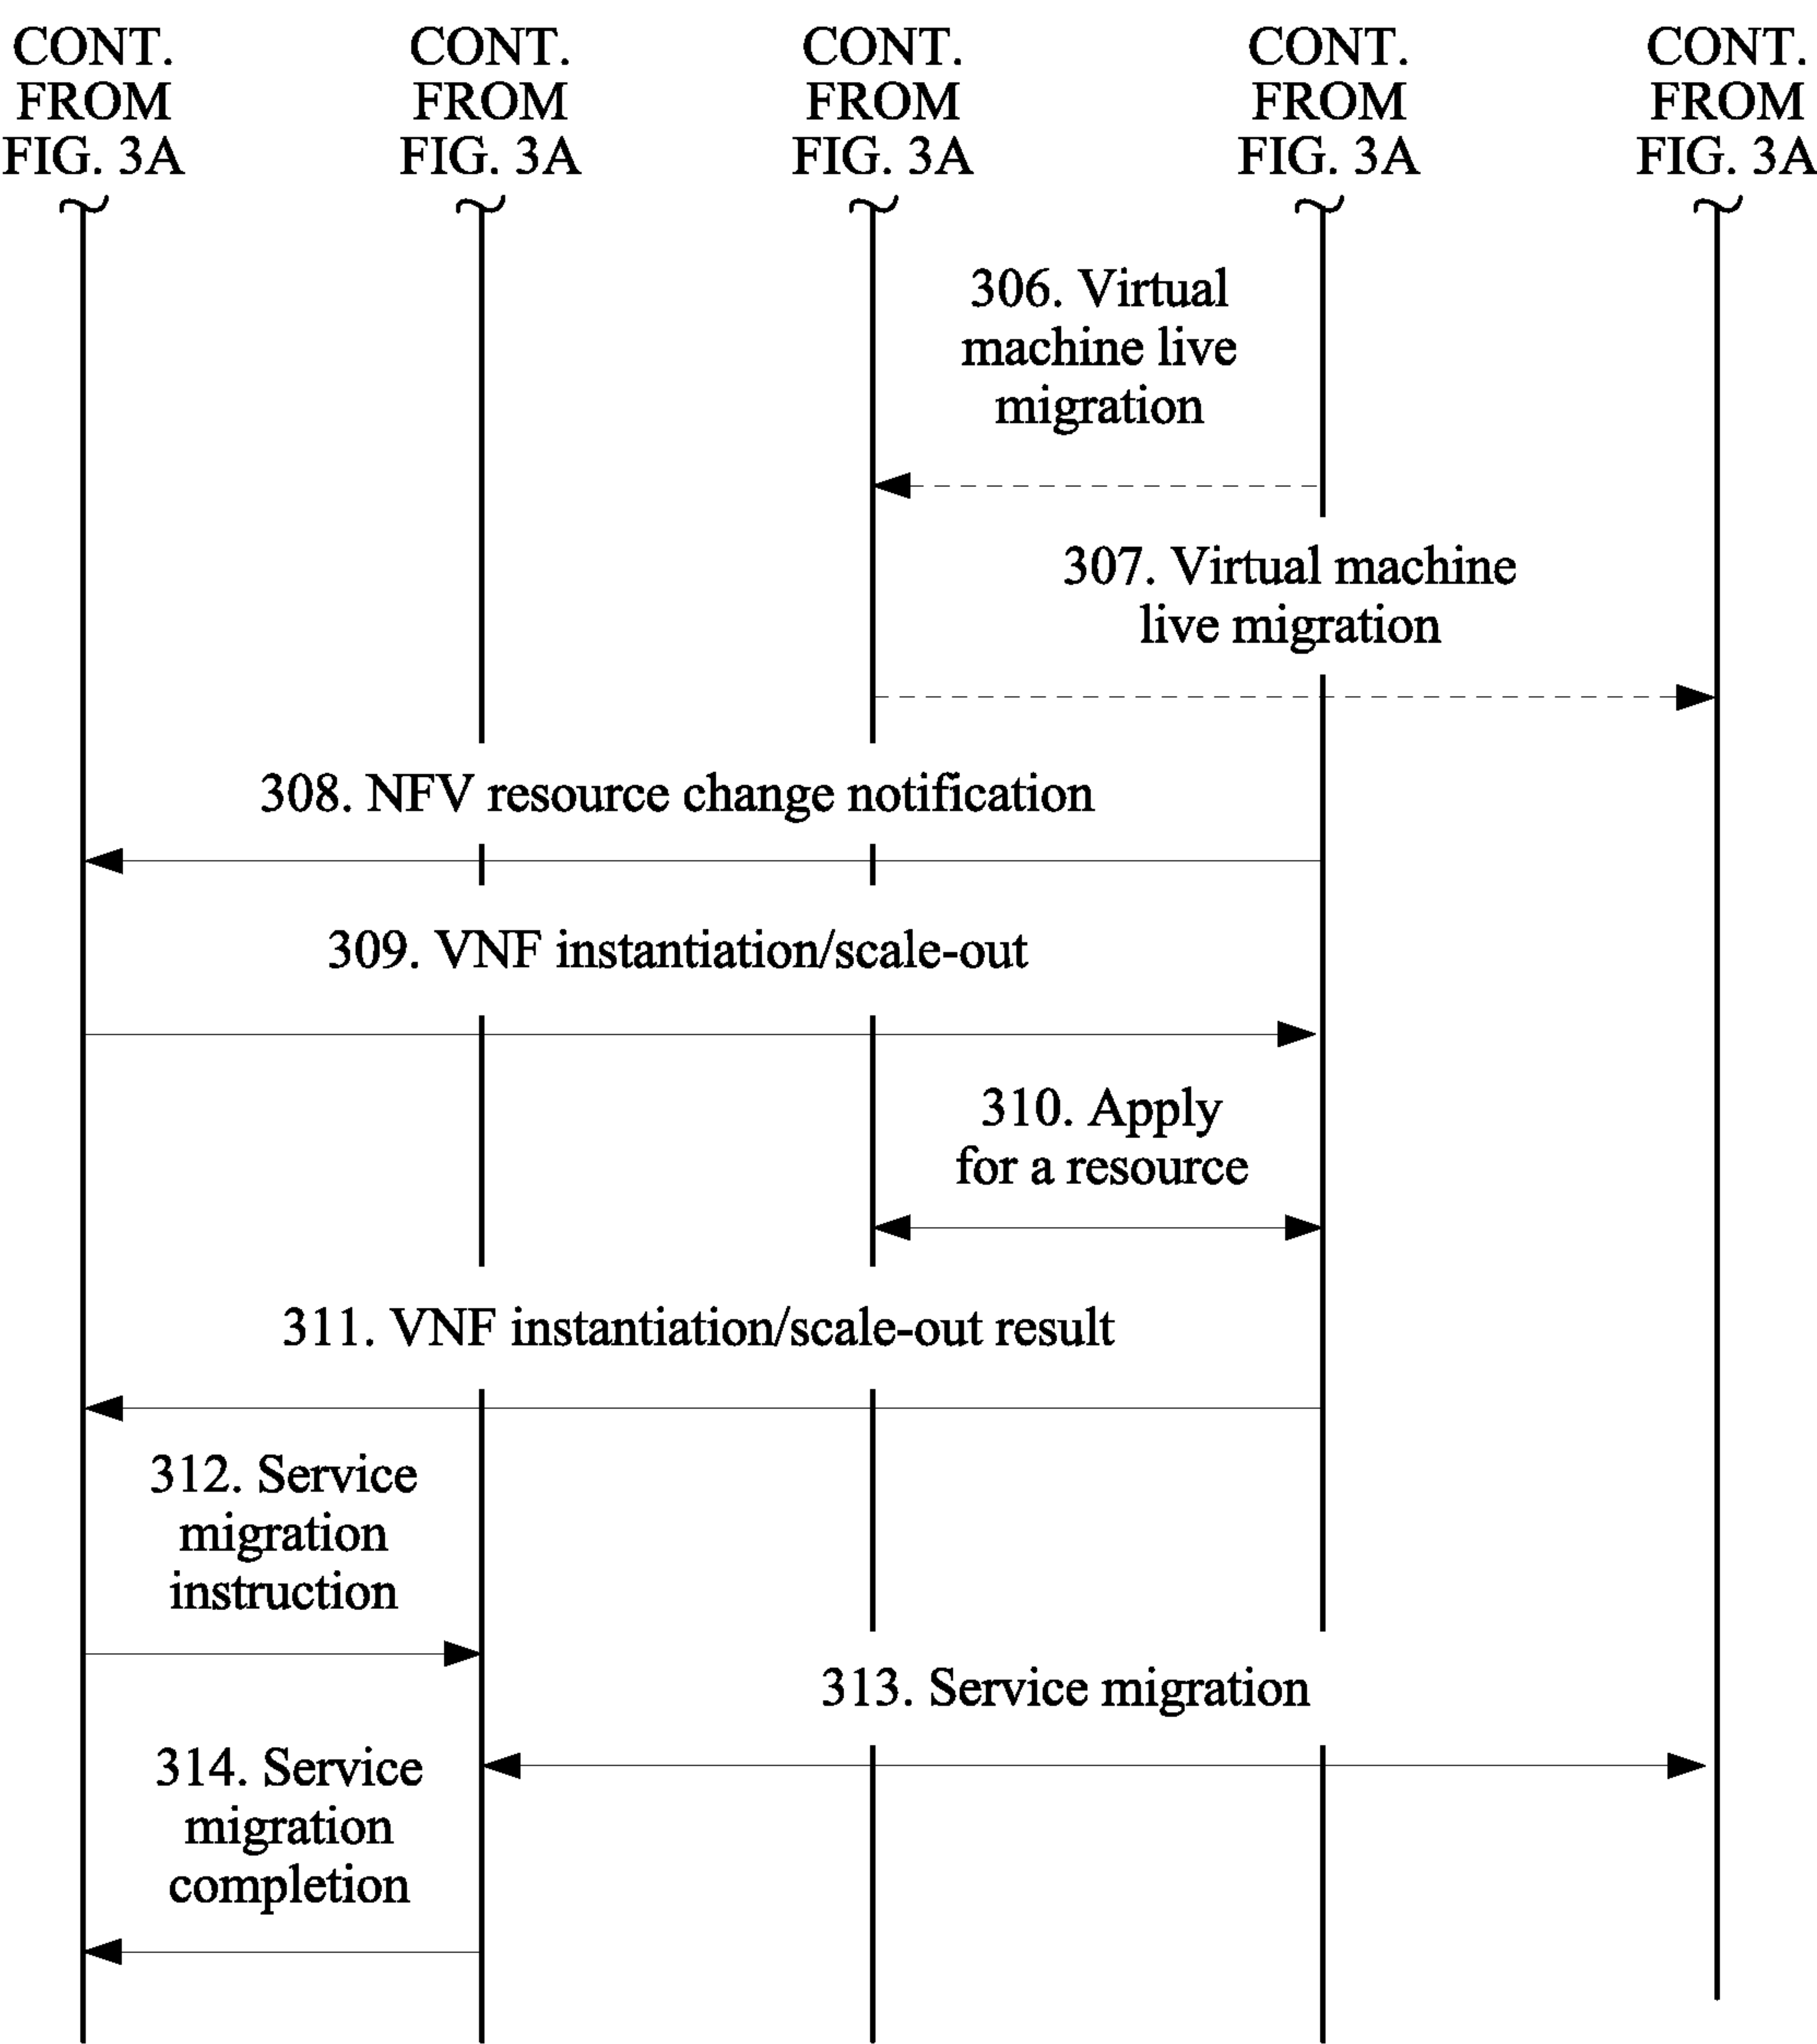 CONT.
FROM
FIG. 3A
CONT.
FROM
FIG. 3A
CONT.
FROM
FIG. 3A
CONT.
FROM
FIG. 3A
CONT.
FROM
FIG. 3A
306. Virtual
machine live
migration
307. Virtual machine
live migration
308. NFV resource change notification
309. VNF instantiation/scale-out
310. Apply
for a resource
311. VNF instantiation/scale-out result
312. Service
migration
instruction
313. Service migration
314. Service
migration
completion